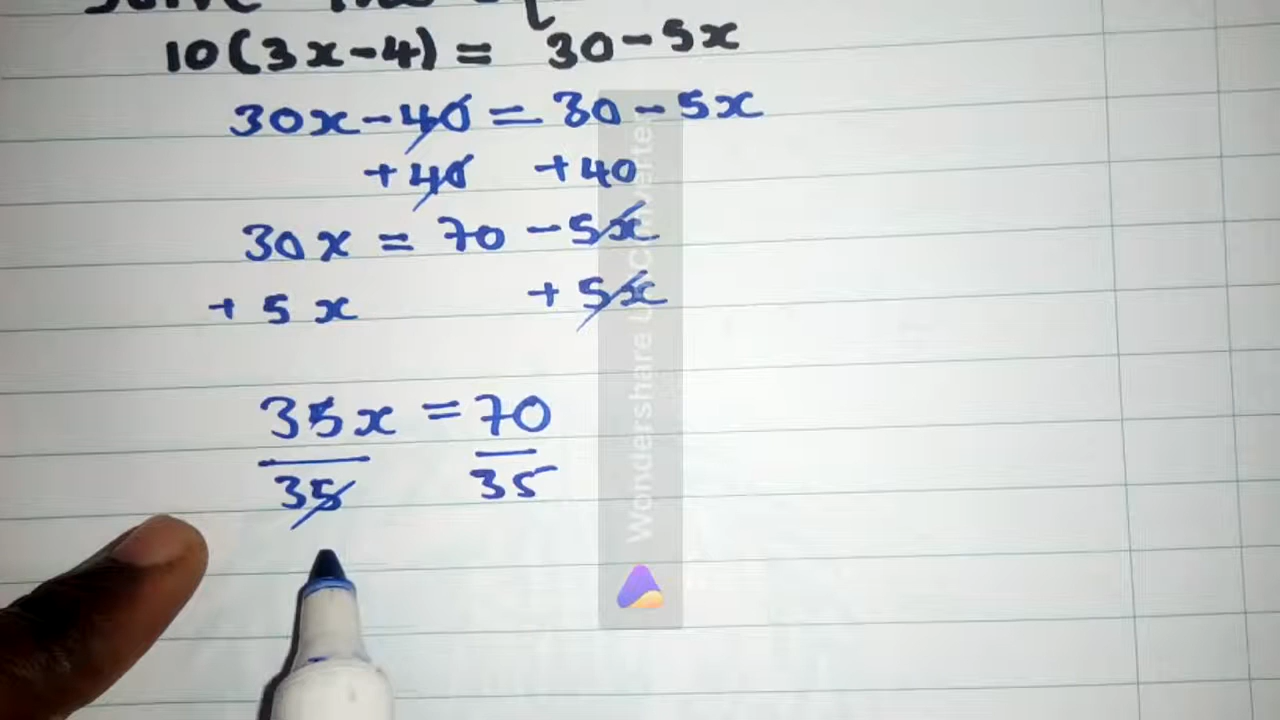 10(3x-4) = 30-5x
30x-40 = 30-5x
+40 +40
30x = 70 -5x
+5x +5x
35x = 70
35 35
Wondershare UniConverter